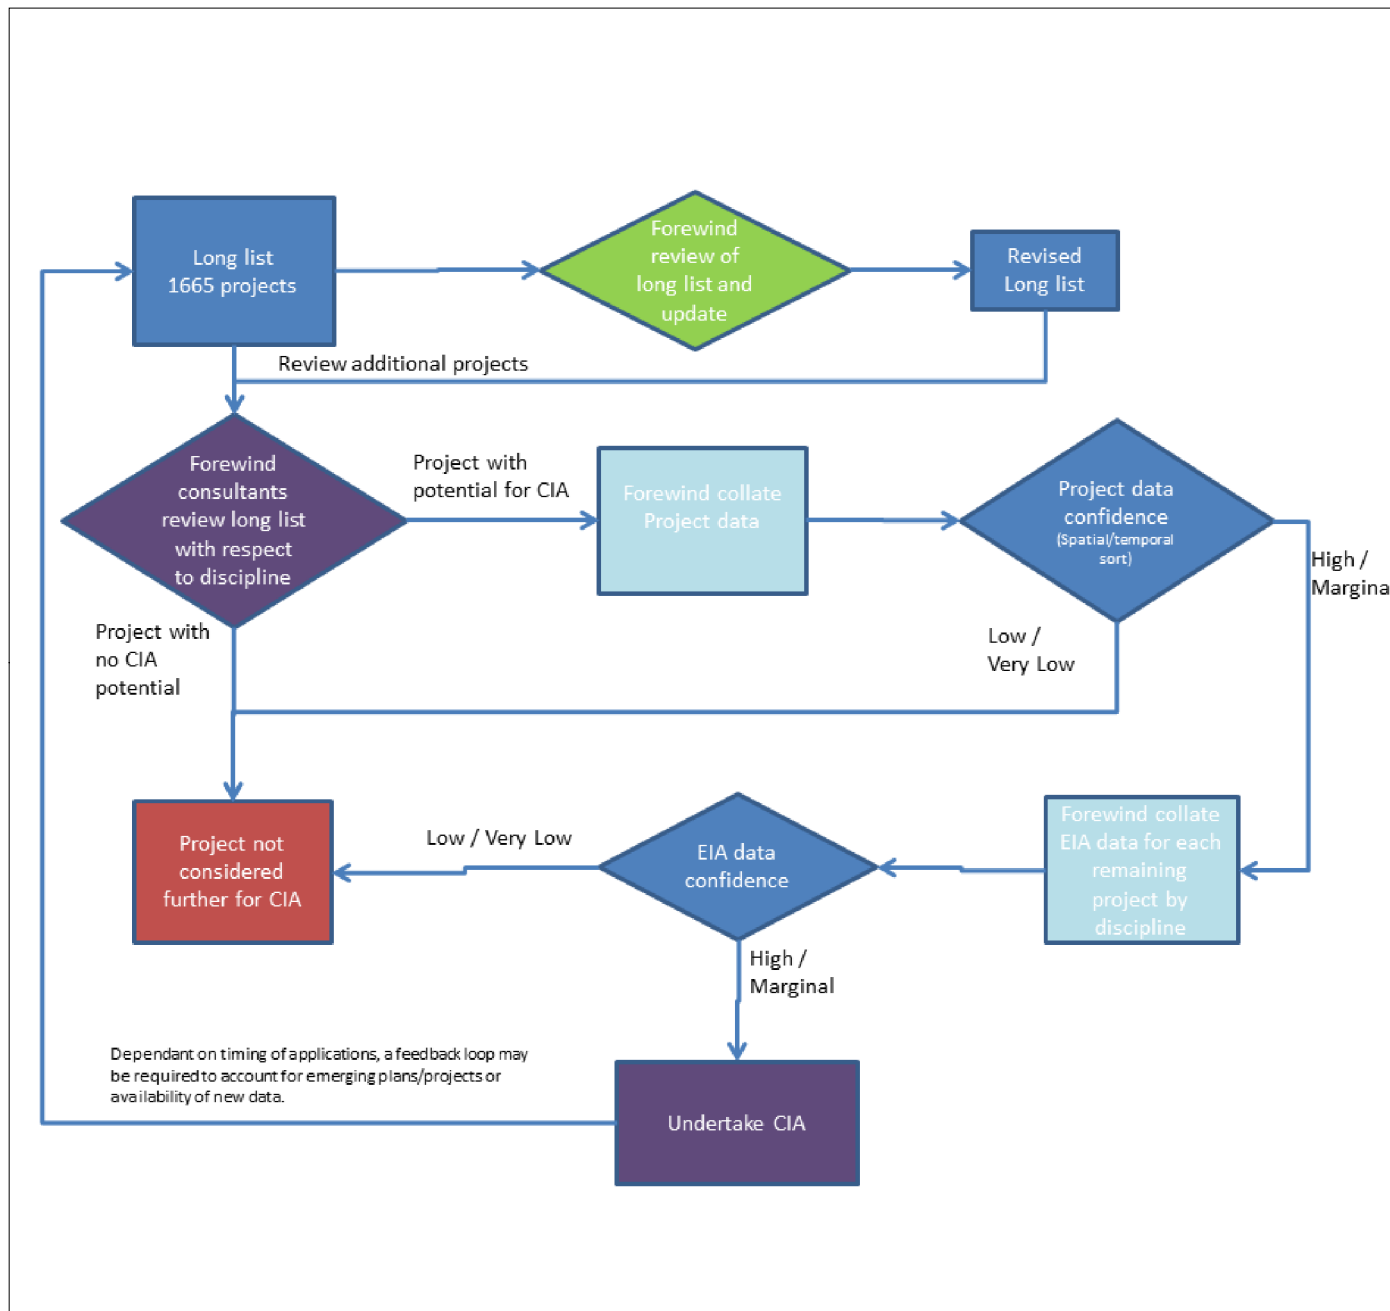 Long list
1665 projects
Forewind
review of
long list and
update
Revised
Long list
Review additional projects
Forewind
consultants
review long list
with respect
to discipline
Project with
potential for CIA
Forewind collate
Project data
Project data
confidence
(Spatial/temporal
sort)
High /
Margina
Project with
no CIA
potential
Low /
Very Low
Project not
considered
further for CIA
Low / Very Low
EIA data
confidence
Forewind collate
EIA data for each
remaining
project by
discipline
High /
Marginal
Dependant on timing of applications, a feedback loop may
be required to account for emerging plans/projects or
availability of new data.
Undertake CIA